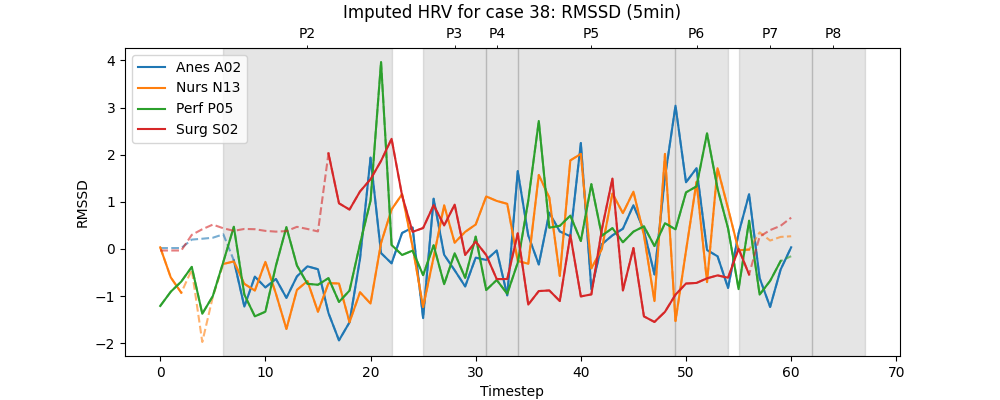 Imputed HRV for case 38: RMSSD (5min)
P2 P3 P4 P5 P6 P7 P8
Anes A02
Nurs N13
Perf P05
Surg S02
4
3
2
1
0
−1
−2
RMSSD
0 10 20 30 40 50 60 70
Timestep